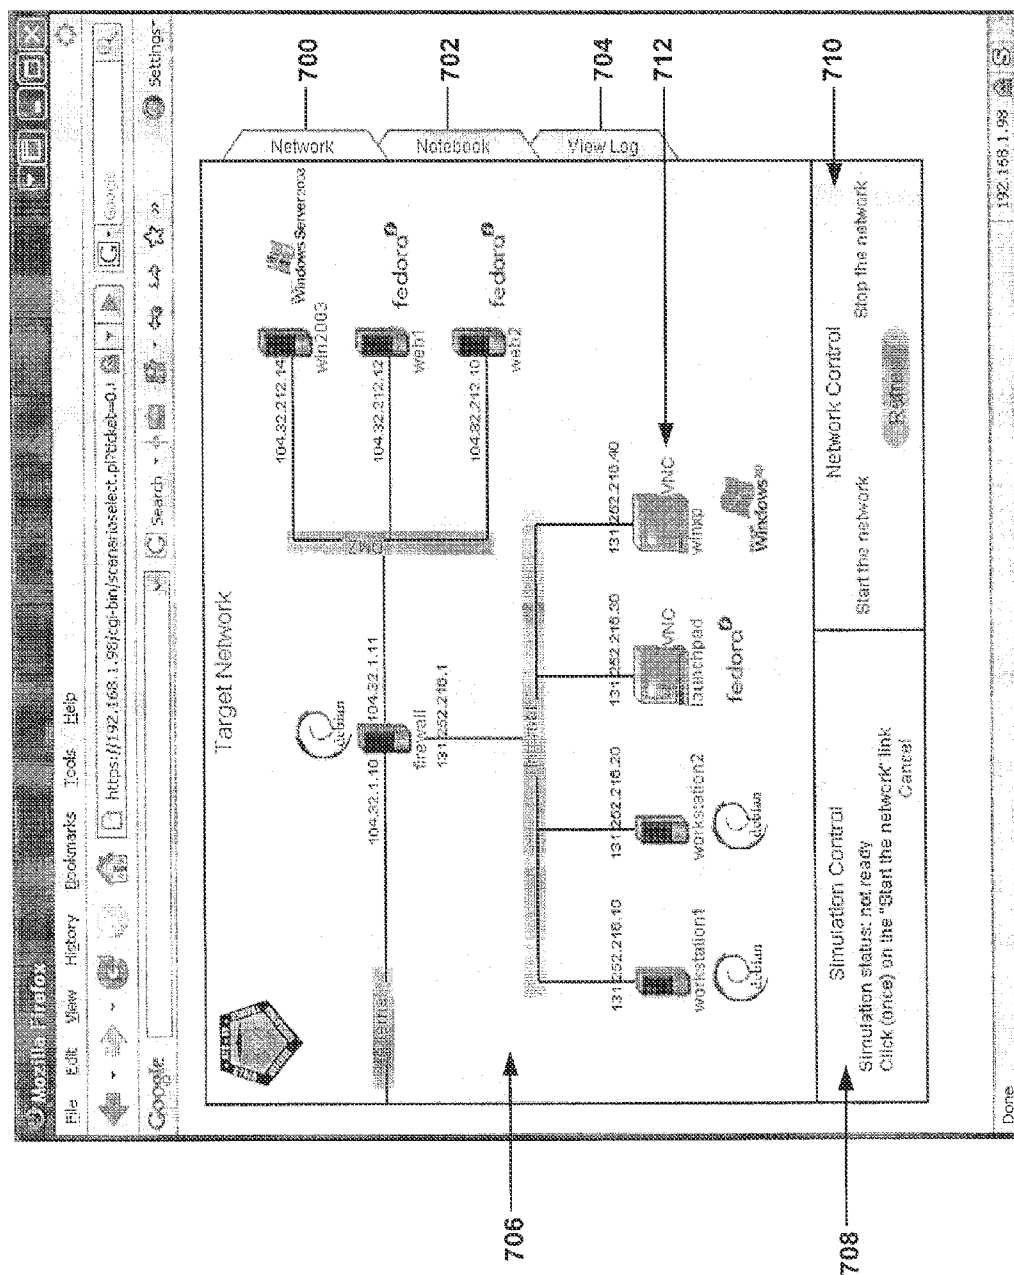 Mozilla Firefox
File Edit View History Bookmarks Tools Help
https://192.168.1.98/cgi-bin/scenarioselect.pl?ticket=0.
Google
Google
Search
Settings
Target Network
Network
Notebook
View Log
700
702
704
712
710
706
708
debian
104.32.1.10
104.32.1.11
firewall
131.252.216.1
DMZ
104.32.212.14
win2003
Windows Server 2003
104.32.212.12
web1
fedora
104.32.212.10
web2
fedora
131.252.216.10
workstation1
debian
131.252.216.20
workstation2
debian
131.252.216.30
VNC
launchpad
fedora
131.252.216.40
VNC
winxp
Windows xp
Simulation Control
Simulation status: not ready
Click (once) on the "Start the network" link
Cancel
Network Control
Start the network
Stop the network
Done
192.168.1.98